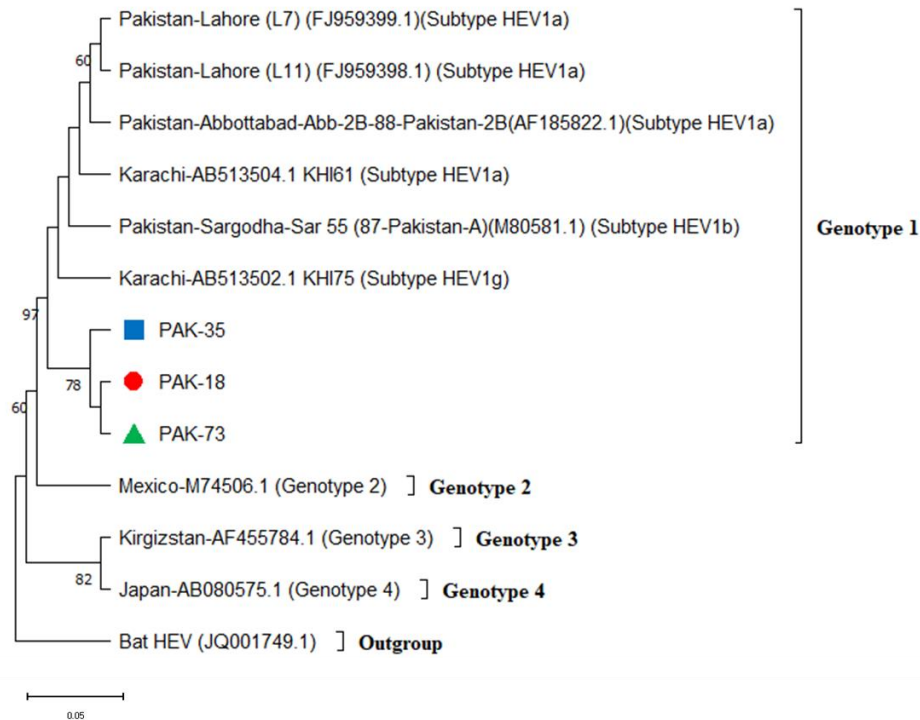 Pakistan-Lahore (L7) (FJ959399.1)(Subtype HEV1a)
60
Pakistan-Lahore (L11) (FJ959398.1) (Subtype HEV1a)
Pakistan-Abbottabad-Abb-2B-88-Pakistan-2B(AF185822.1)(Subtype HEV1a)
Karachi-AB513504.1 KHI61 (Subtype HEV1a)
Pakistan-Sargodha-Sar 55 (87-Pakistan-A)(M80581.1) (Subtype HEV1b)
Genotype 1
Karachi-AB513502.1 KHI75 (Subtype HEV1g)
97
PAK-35
78
PAK-18
60
PAK-73
Mexico-M74506.1 (Genotype 2)
Genotype 2
Kirgizstan-AF455784.1 (Genotype 3)
Genotype 3
82
Japan-AB080575.1 (Genotype 4)
Genotype 4
Bat HEV (JQ001749.1)
Outgroup
0.05